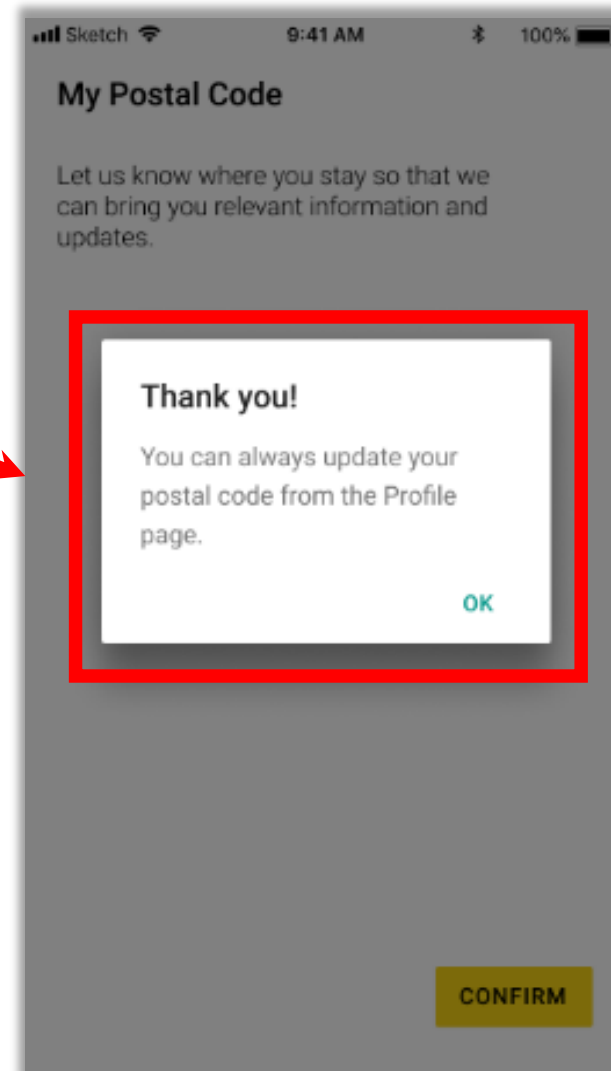 Sketch 9:41 AM 100%
My Postal Code
Let us know where you stay so that we
can bring you relevant information and
updates.
Thank you!
You can always update your
postal code from the Profile
page.
OK
CONFIRM